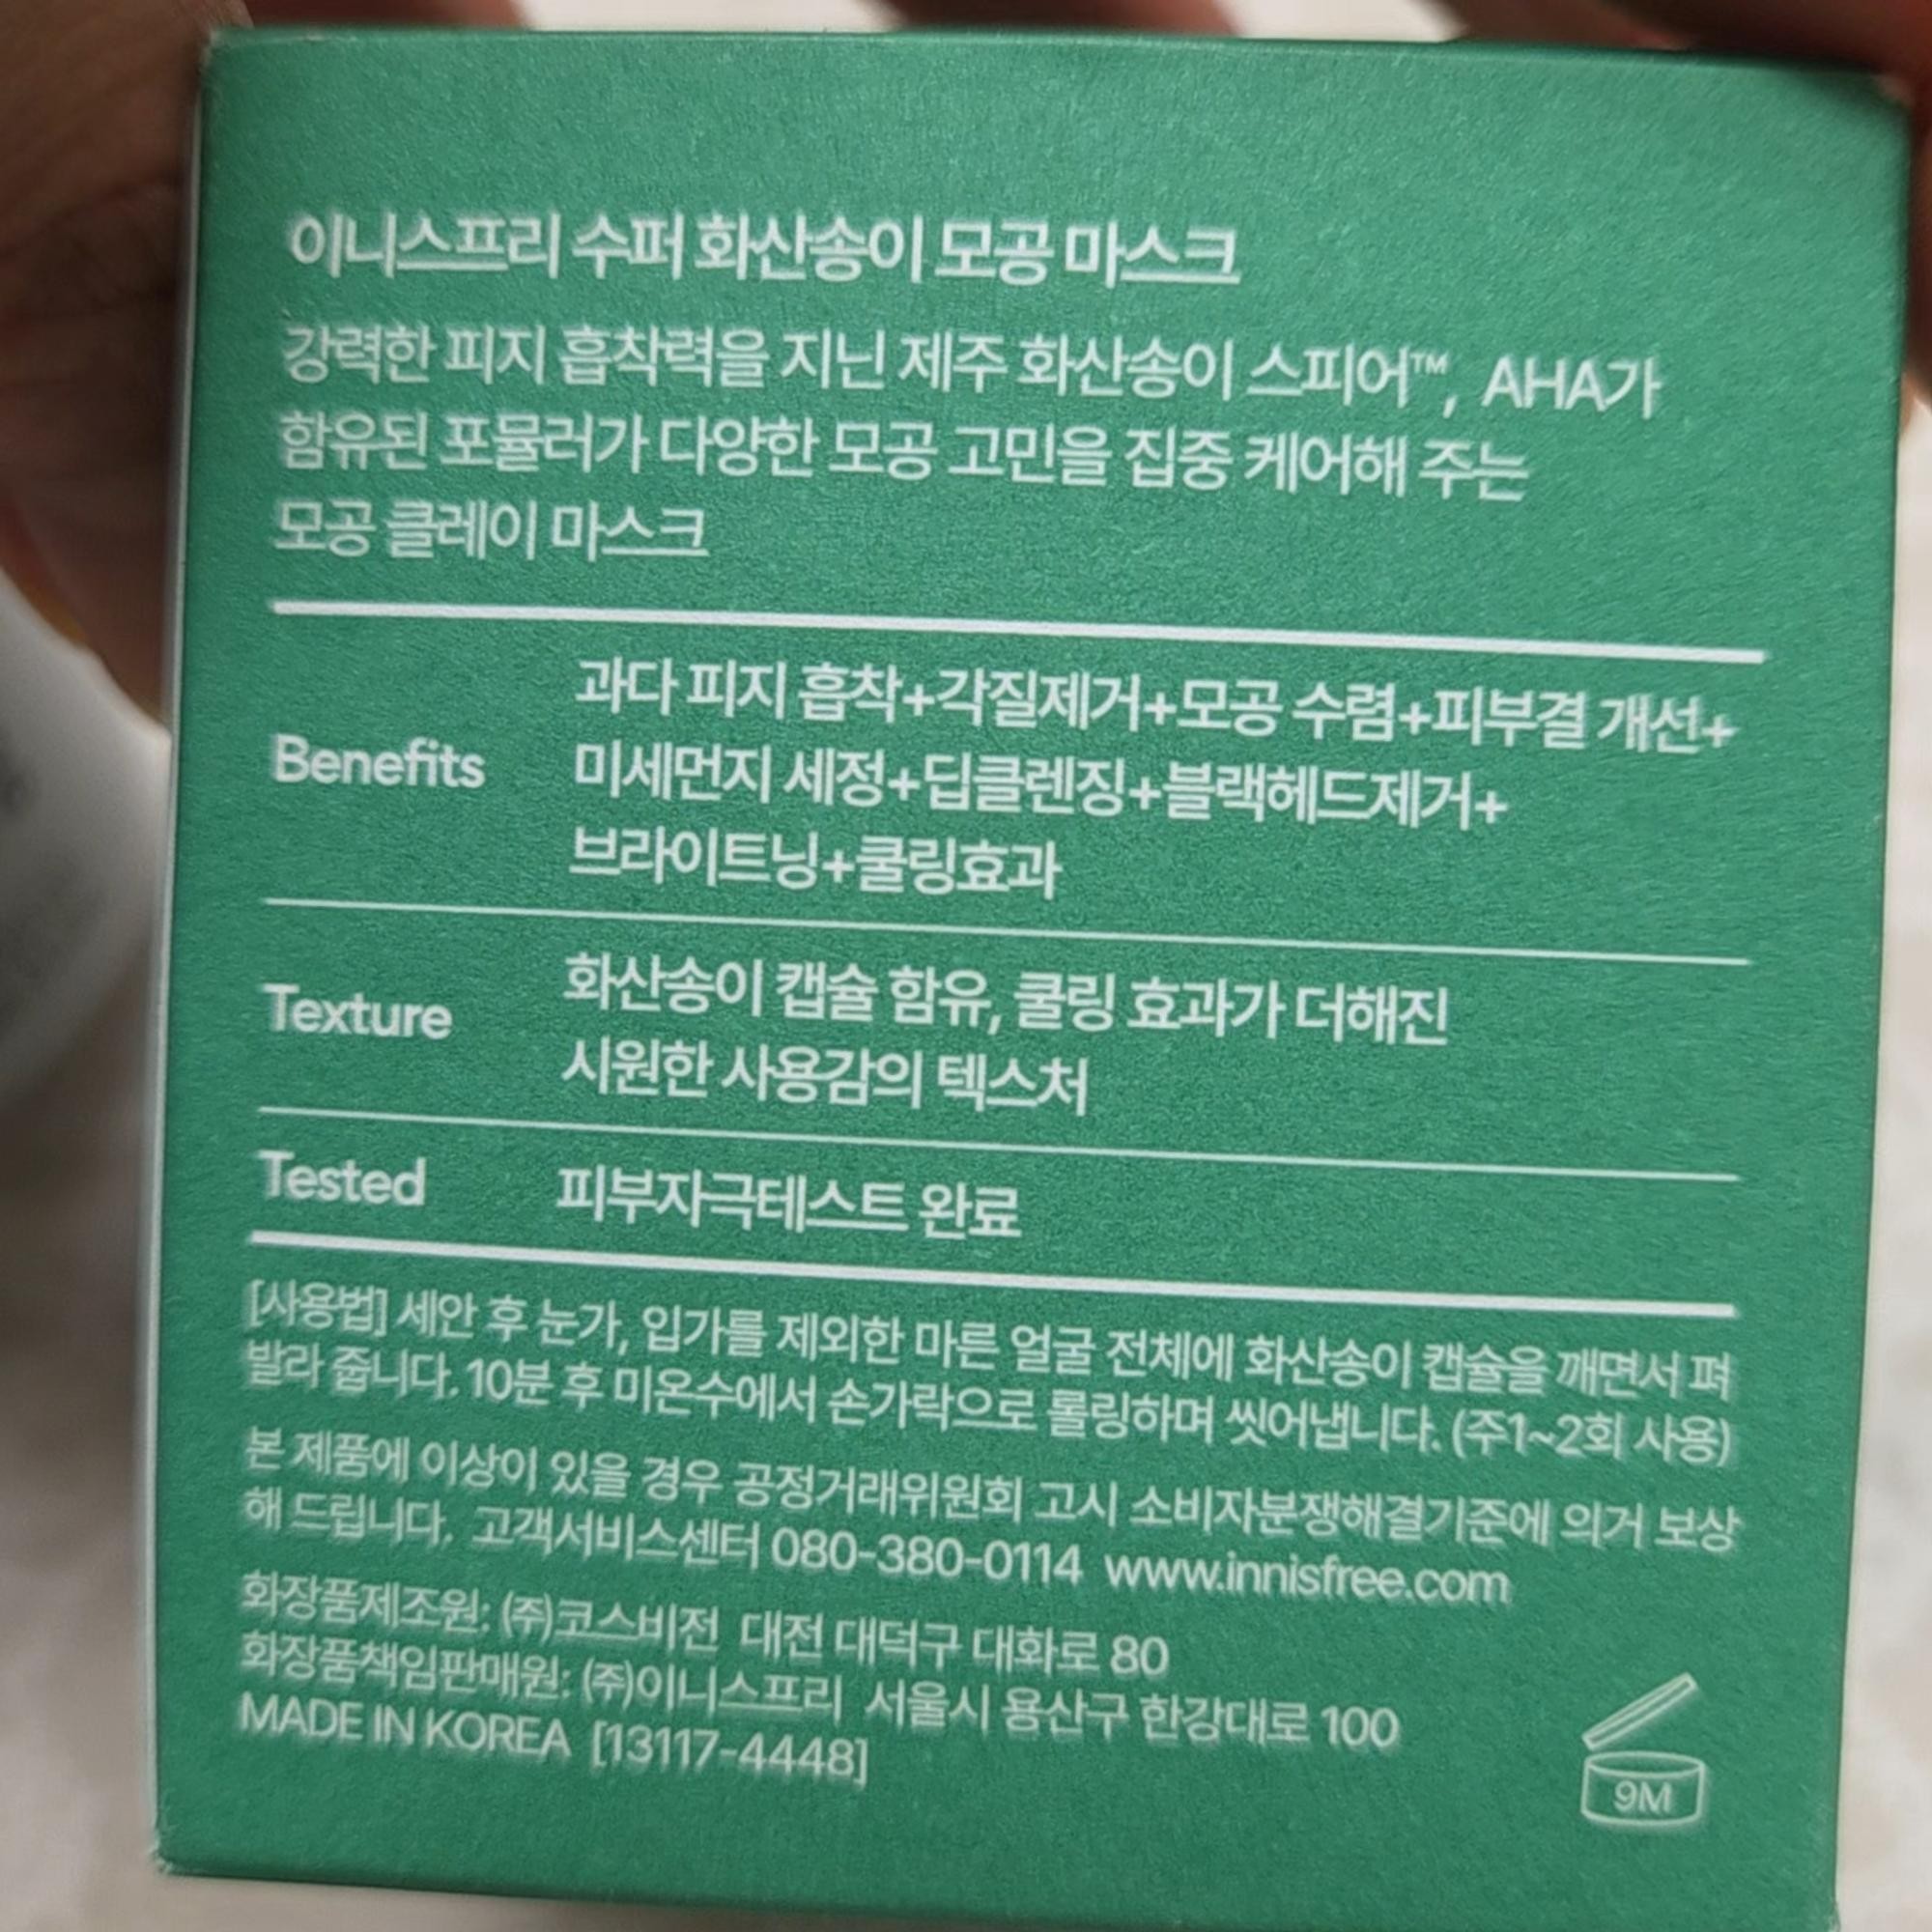 이니스프리 수퍼 화산송이 모공 마스크
강력한 피지 흡착력을 지닌 제주 화산송이 스피어™, AHA가
함유된 포뮬러가 다양한 모공 고민을 집중 케어해 주는
모공 클레이 마스크
Benefits
과다 피지 흡착+각질제거+모공 수렴+피부결 개선+
미세먼지 세정+딥클렌징+블랙헤드제거+
브라이트닝+쿨링효과
Texture
화산송이 캡슐 함유, 쿨링 효과가 더해진
시원한 사용감의 텍스처
Tested 피부자극테스트 완료
[사용법] 세안 후 눈가, 입가를 제외한 마른 얼굴 전체에 화산송이 캡슐을 깨면서 펴
발라 줍니다. 10분 후 미온수에서 손가락으로 롤링하며 씻어냅니다. (주1~2회 사용)
본 제품에 이상이 있을 경우 공정거래위원회 고시 소비자분쟁해결기준에 의거 보상
해 드립니다. 고객서비스센터 080-380-0114 www.innisfree.com
화장품제조원: (주)코스비전 대전 대덕구 대화로 80
화장품책임판매원: (주)이니스프리 서울시 용산구 한강대로 100
MADE IN KOREA [13117-4448]
9M